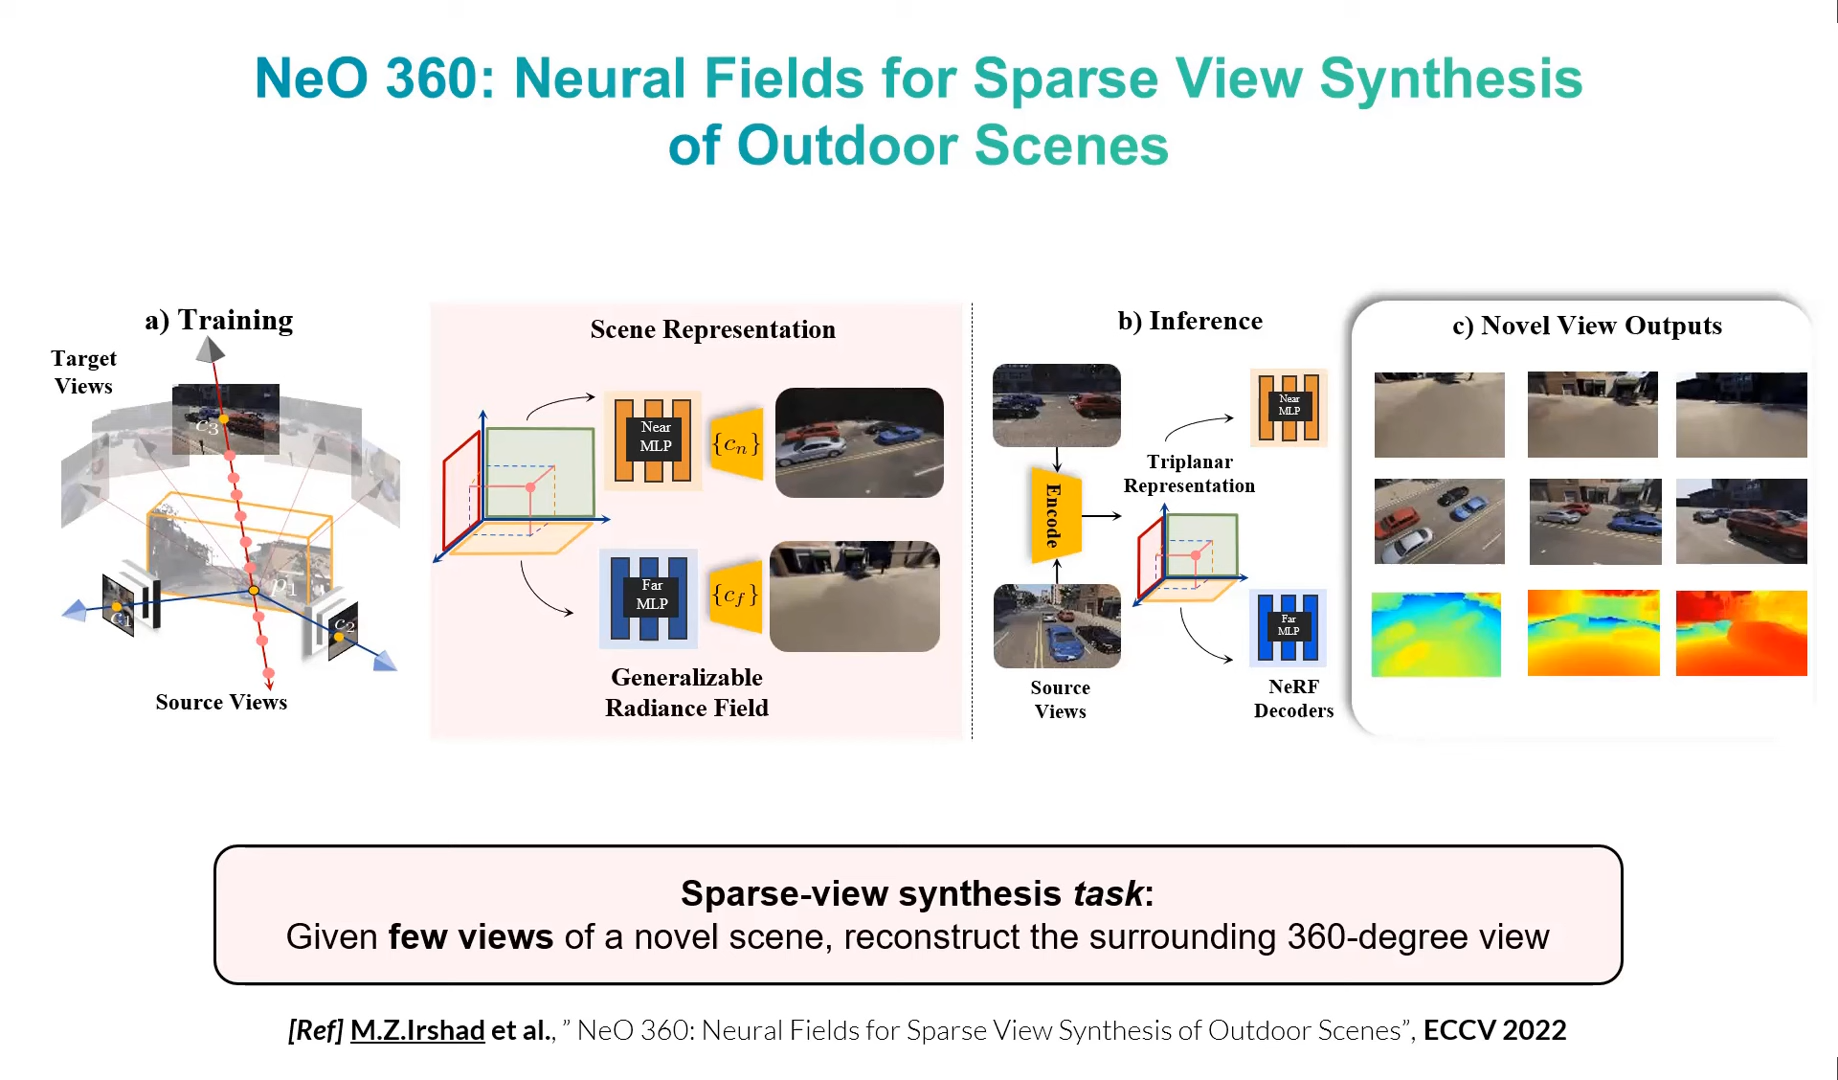 NeO 360: Neural Fields for Sparse View Synthesis
of Outdoor Scenes
a) Training
Target
Views
c3
p1
c1
c2
Source Views
Scene Representation
Near
MLP
{cn}
Far
MLP
{cf}
Generalizable
Radiance Field
b) Inference
Encode
Source
Views
Triplanar
Representation
Near
MLP
Far
MLP
NeRF
Decoders
c) Novel View Outputs
Sparse-view synthesis task:
Given few views of a novel scene, reconstruct the surrounding 360-degree view
[Ref] M.Z.Irshad et al., ” NeO 360: Neural Fields for Sparse View Synthesis of Outdoor Scenes”, ECCV 2022